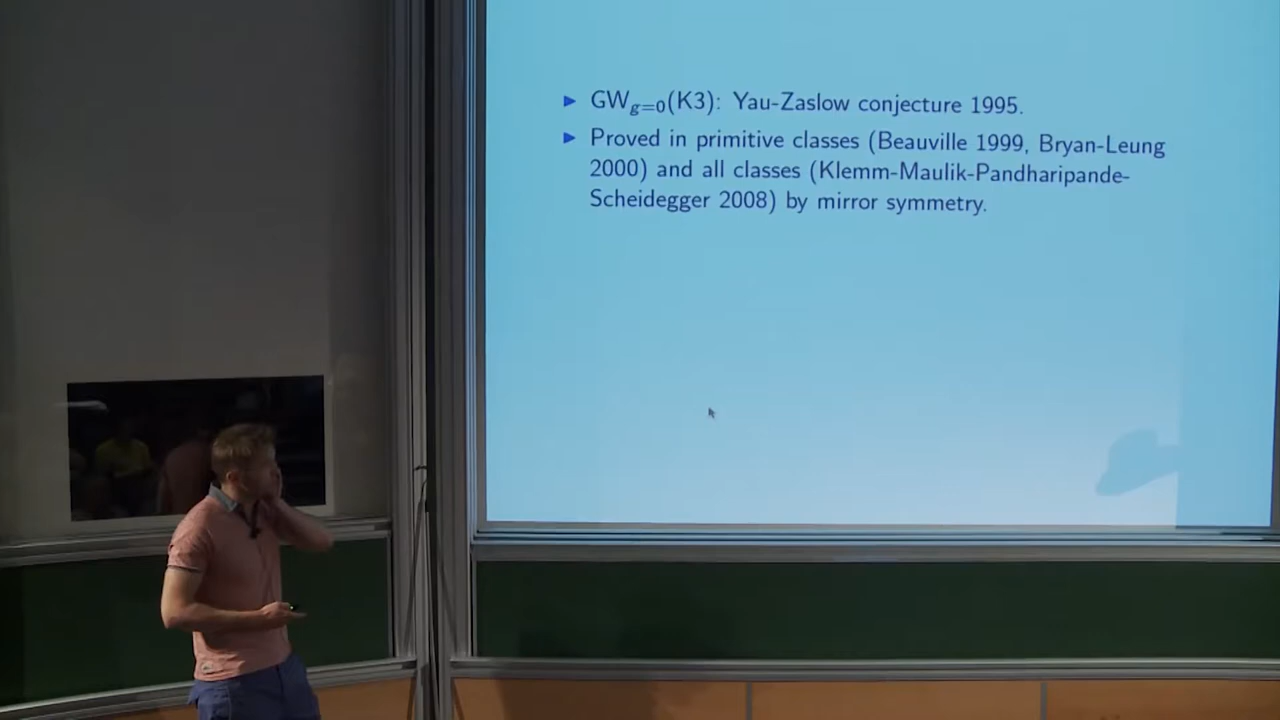 ▶ GW_{g=0}(K3): Yau-Zaslow conjecture 1995.
▶ Proved in primitive classes (Beauville 1999, Bryan-Leung
2000) and all classes (Klemm-Maulik-Pandharipande-
Scheidegger 2008) by mirror symmetry.